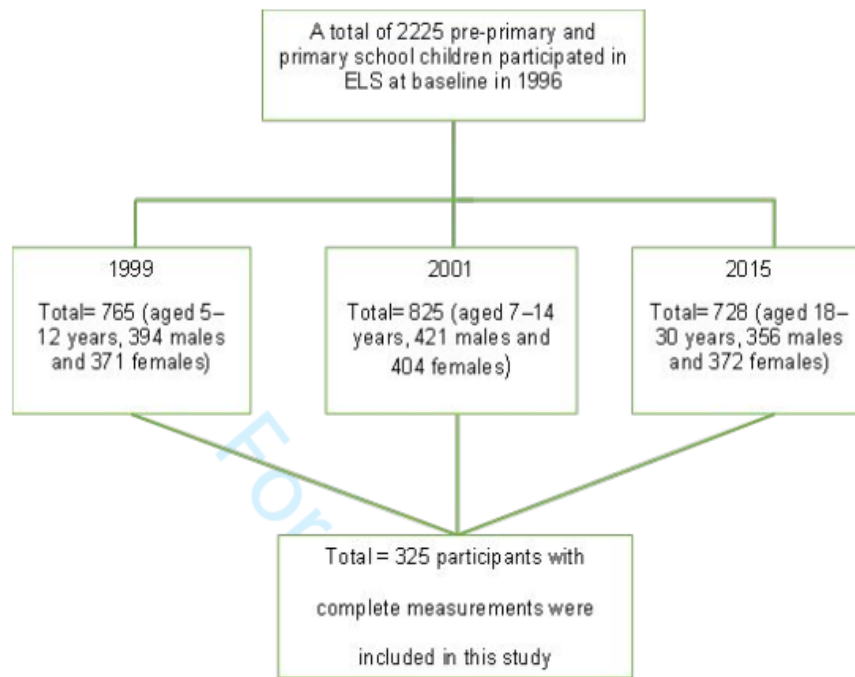 A total of 2225 pre-primary and
primary school children participated in
ELS at baseline in 1996
1999
Total= 765 (aged 5–
12 years, 394 males
and 371 females)
2001
Total= 825 (aged 7–14
years, 421 males and
404 females)
2015
Total= 728 (aged 18–
30 years, 356 males
and 372 females)
For
Total = 325 participants with
complete measurements were
included in this study